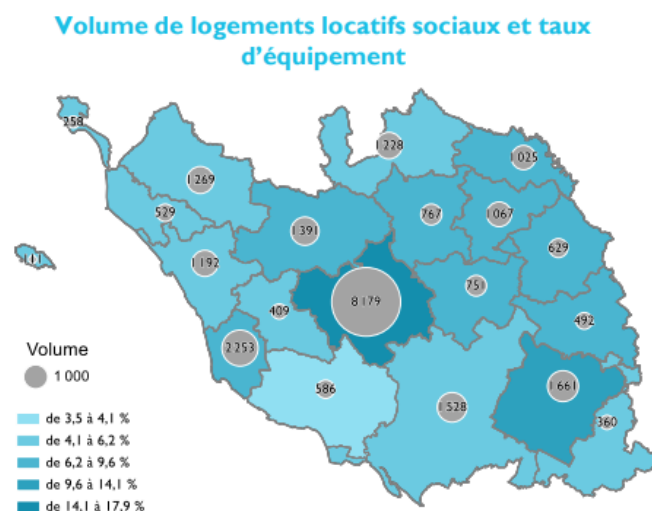 Volume de logements locatifs sociaux et taux
d'équipement
258
1 228
1 025
1 269
529
767
1 067
1 391
629
111
1 192
751
8 179
409
492
2 253
586
1 661
1 528
360
Volume
1 000
de 3,5 à 4,1 %
de 4,1 à 6,2 %
de 6,2 à 9,6 %
de 9,6 à 14,1 %
de 14,1 à 17,9 %